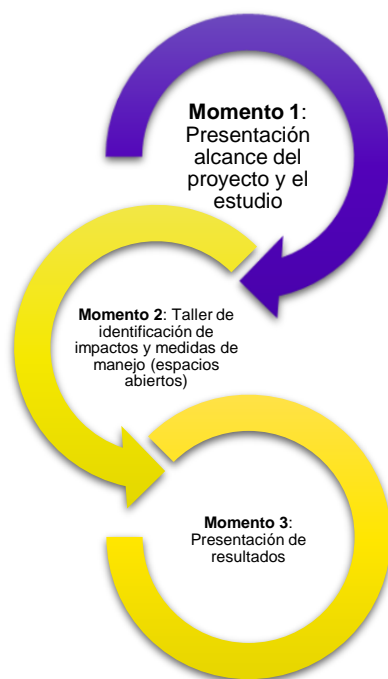 Momento 1:
Presentación
alcance del
proyecto y el
estudio
Momento 2: Taller de
identificación de
impactos y medidas de
manejo (espacios
abiertos)
Momento 3:
Presentación de
resultados